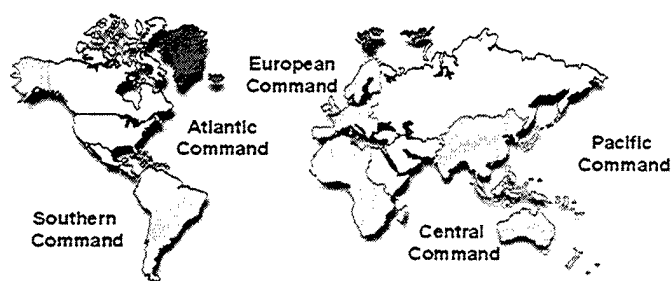 European
Command
Atlantic
Command
Pacific
Command
Southern
Command
Central
Command